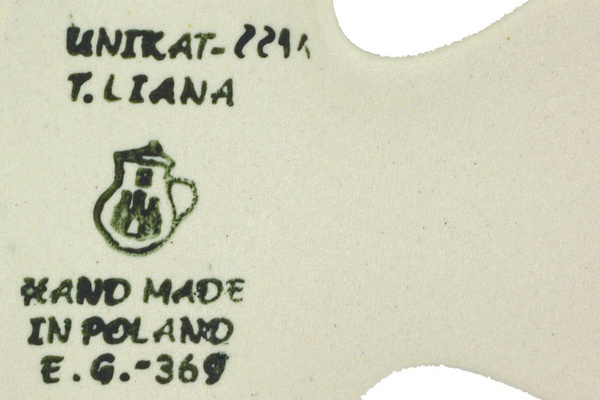 UNIKAT-
T. LIANA
HAND MADE
IN POLAND
E.G.-369